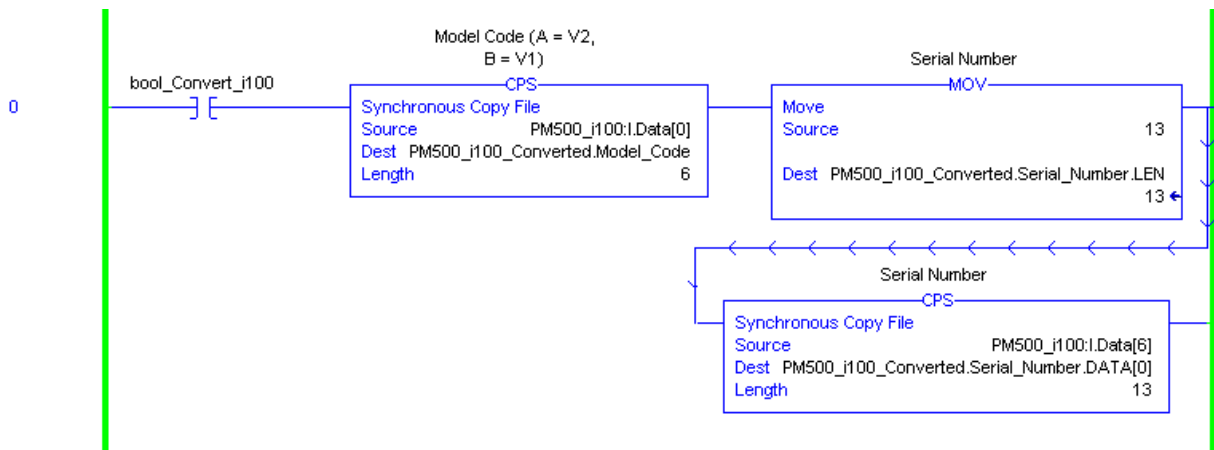 Model Code (A = V2,
B = V1)
CPS
Synchronous Copy File
Source PM500_i100:I.Data[0]
Dest PM500_i100_Converted.Model_Code
Length 6
Serial Number
MOV
Move
Source 13
Dest PM500_i100_Converted.Serial_Number.LEN
13
bool_Convert_i100
0
Serial Number
CPS
Synchronous Copy File
Source PM500_i100:I.Data[6]
Dest PM500_i100_Converted.Serial_Number.DATA[0]
Length 13